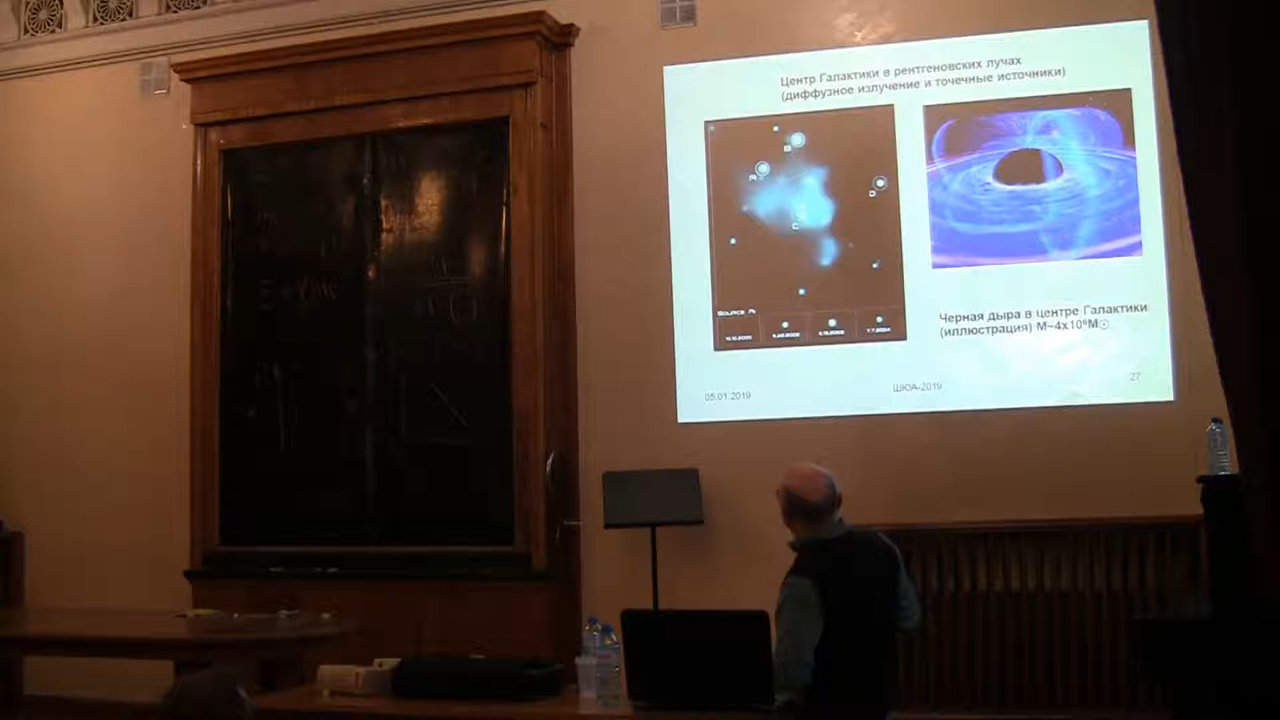 Центр Галактики в рентгеновских лучах
(диффузное излучение и точечные источники)
B
A
D
C
Source A
Черная дыра в центре Галактики
(иллюстрация) M~4x10⁶M☉
05.01.2019
ШЮА-2019
27